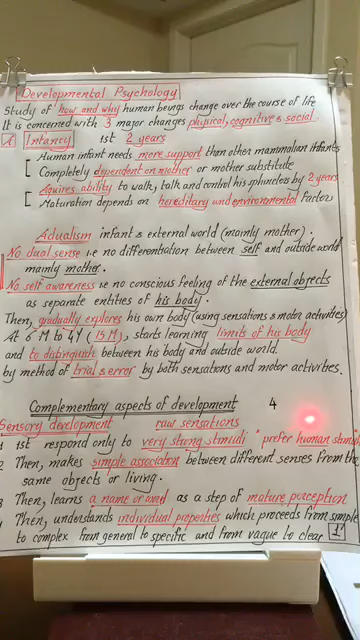 Developmental Psychology
Study of how and why human beings change over the course of life
It is concerned with 3 major changes physical, cognitive & social
A Infancy 1st 2 years
Human infant needs more support than other mammalian infants
Completely dependent on mother or mother substitute
Aquires ability to walk, talk and control his sphincters by 2 years
Maturation depends on hereditary and environmental factors
Adualism infant & external world (mainly mother).
No dual sense i.e no differentiation between self and outside world
mainly mother.
No self awareness i.e no conscious feeling of the external objects
as separate entities of his body.
Then, gradually explores his own body (using sensations & motor activities)
At 6 M to (15 M), starts learning limits of his body
and to distinguish between his body and outside world.
by method of trial & error by both sensations and motor activities.
Complementary aspects of development 4
Sensory development raw sensations
1 1st respond only to very strong stimuli "prefer human
2 Then, makes simple association between different senses from the
same objects or living.
3 Then, learns a name or word as a step of mature perception
Then, understands individual properties which proceeds from simple
to complex from general to specific and from vague to clear 1